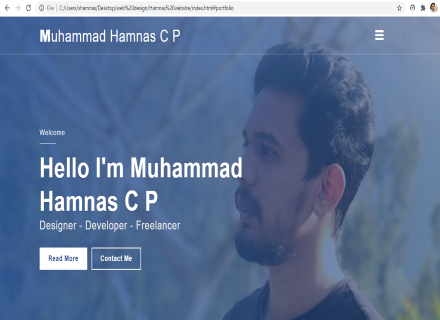 File | C:/Users/shamnas/Desktop/web%20design/Hamnas%20website/index.html#portfolio
Muhammad Hamnas C P
Welcome
Hello I'm Muhammad
Hamnas C P
Designer - Developer - Freelancer
Read More Contact Me